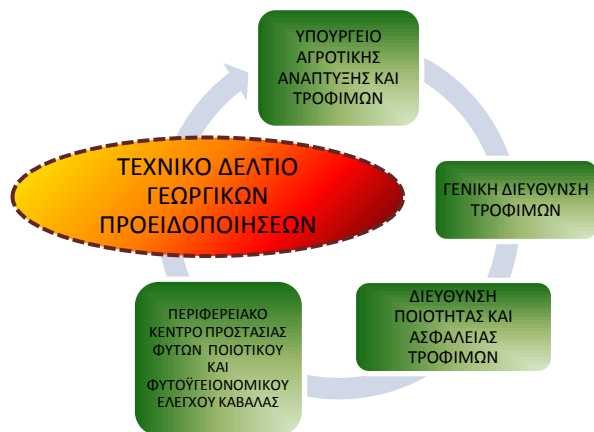 ΥΠΟΥΡΓΕΙΟ
ΑΓΡΟΤΙΚΗΣ
ΑΝΑΠΤΥΞΗΣ ΚΑΙ
ΤΡΟΦΙΜΩΝ
ΤΕΧΝΙΚΟ ΔΕΛΤΙΟ
ΓΕΩΡΓΙΚΩΝ
ΠΡΟΕΙΔΟΠΟΙΗΣΕΩΝ
ΓΕΝΙΚΗ ΔΙΕΥΘΥΝΣΗ
ΤΡΟΦΙΜΩΝ
ΔΙΕΥΘΥΝΣΗ
ΠΟΙΟΤΗΤΑΣ ΚΑΙ
ΑΣΦΑΛΕΙΑΣ
ΤΡΟΦΙΜΩΝ
ΠΕΡΙΦΕΡΕΙΑΚΟ
ΚΕΝΤΡΟ ΠΡΟΣΤΑΣΙΑΣ
ΦΥΤΩΝ ΠΟΙΟΤΙΚΟΥ
ΚΑΙ
ΦΥΤΟΫΓΕΙΟΝΟΜΙΚΟΥ
ΕΛΕΓΧΟΥ ΚΑΒΑΛΑΣ